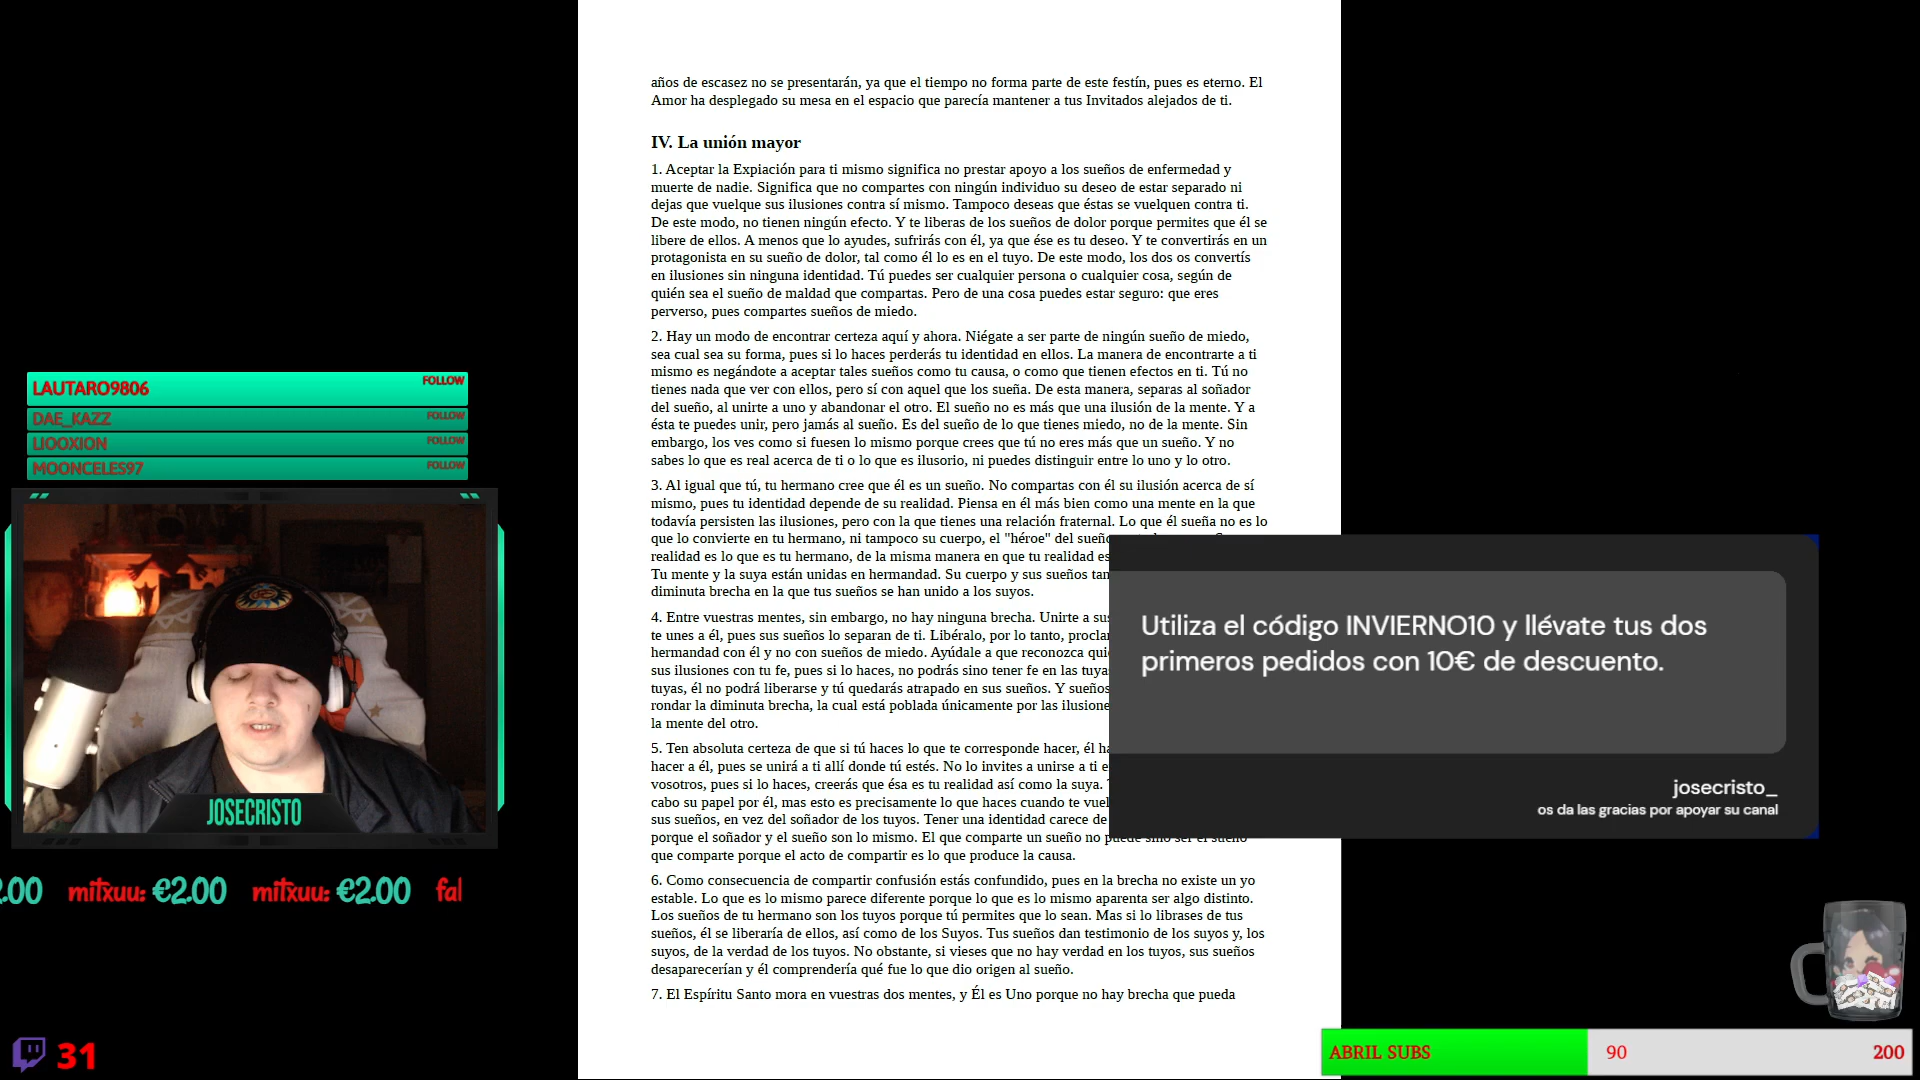 años de escasez no se presentarán, ya que el tiempo no forma parte de este festín, pues es eterno. El
Amor ha desplegado su mesa en el espacio que parecía mantener a tus Invitados alejados de ti.
IV. La unión mayor
1. Aceptar la Expiación para ti mismo significa no prestar apoyo a los sueños de enfermedad y
muerte de nadie. Significa que no compartes con ningún individuo su deseo de estar separado ni
dejas que vuelque sus ilusiones contra sí mismo. Tampoco deseas que éstas se vuelquen contra ti.
De este modo, no tienen ningún efecto. Y te liberas de los sueños de dolor porque permites que él se
libere de ellos. A menos que lo ayudes, sufrirás con él, ya que ése es tu deseo. Y te convertirás en un
protagonista en su sueño de dolor, tal como él lo es en el tuyo. De este modo, los dos os convertís
en ilusiones sin ninguna identidad. Tú puedes ser cualquier persona o cualquier cosa, según de
quién sea el sueño de maldad que compartas. Pero de una cosa puedes estar seguro: que eres
perverso, pues compartes sueños de miedo.
2. Hay un modo de encontrar certeza aquí y ahora. Niégate a ser parte de ningún sueño de miedo,
sea cual sea su forma, pues si lo haces perderás tu identidad en ellos. La manera de encontrarte a ti
mismo es negándote a aceptar tales sueños como tu causa, o como que tienen efectos en ti. Tú no
tienes nada que ver con ellos, pero sí con aquel que los sueña. De esta manera, separas al soñador
del sueño, al unirte a uno y abandonar el otro. El sueño no es más que una ilusión de la mente. Y a
ésta te puedes unir, pero jamás al sueño. Es del sueño de lo que tienes miedo, no de la mente. Sin
embargo, los ves como si fuesen lo mismo porque crees que tú no eres más que un sueño. Y no
sabes lo que es real acerca de ti o lo que es ilusorio, ni puedes distinguir entre lo uno y lo otro.
3. Al igual que tú, tu hermano cree que él es un sueño. No compartas con él su ilusión acerca de sí
mismo, pues tu identidad depende de su realidad. Piensa en él más bien como una mente en la que
todavía persisten las ilusiones, pero con la que tienes una relación fraternal. Lo que él sueña no es lo
que lo convierte en tu hermano, ni tampoco su cuerpo, el "héroe" del sueño
realidad es lo que es tu hermano, de la misma manera en que tu realidad es
Tu mente y la suya están unidas en hermandad. Su cuerpo y sus sueños tan
diminuta brecha en la que tus sueños se han unido a los suyos.
4. Entre vuestras mentes, sin embargo, no hay ninguna brecha. Unirte a sus
te unes a él, pues sus sueños lo separan de ti. Libéralo, por lo tanto, proclan
hermandad con él y no con sueños de miedo. Ayúdale a que reconozca quié
sus ilusiones con tu fe, pues si lo haces, no podrás sino tener fe en las tuyas
tuyas, él no podrá liberarse y tú quedarás atrapado en sus sueños. Y sueños
rondar la diminuta brecha, la cual está poblada únicamente por las ilusione
la mente del otro.
5. Ten absoluta certeza de que si tú haces lo que te corresponde hacer, él ha
hacer a él, pues se unirá a ti allí donde tú estés. No lo invites a unirse a ti e
vosotros, pues si lo haces, creerás que ésa es tu realidad así como la suya.
cabo su papel por él, mas esto es precisamente lo que haces cuando te vuel
sus sueños, en vez del soñador de los tuyos. Tener una identidad carece de
porque el soñador y el sueño son lo mismo. El que comparte un sueño no puede sino ser el sueño
que comparte porque el acto de compartir es lo que produce la causa.
6. Como consecuencia de compartir confusión estás confundido, pues en la brecha no existe un yo
estable. Lo que es lo mismo parece diferente porque lo que es lo mismo aparenta ser algo distinto.
Los sueños de tu hermano son los tuyos porque tú permites que lo sean. Mas si lo librases de tus
sueños, él se liberaría de ellos, así como de los Suyos. Tus sueños dan testimonio de los suyos y, los
suyos, de la verdad de los tuyos. No obstante, si vieses que no hay verdad en los tuyos, sus sueños
desaparecerían y él comprendería qué fue lo que dio origen al sueño.
7. El Espíritu Santo mora en vuestras dos mentes, y Él es Uno porque no hay brecha que pueda
LAUTARO9806 FOLLOW
DAE_KAZZ FOLLOW
LIOOXION FOLLOW
MOONCELES97 FOLLOW
JOSECRISTO
2.00 mitxuu: €2.00 mitxuu: €2.00 fal
31
Utiliza el código INVIERNO10 y llévate tus dos
primeros pedidos con 10€ de descuento.
josecristo_
os da las gracias por apoyar su canal
ABRIL SUBS 90 200